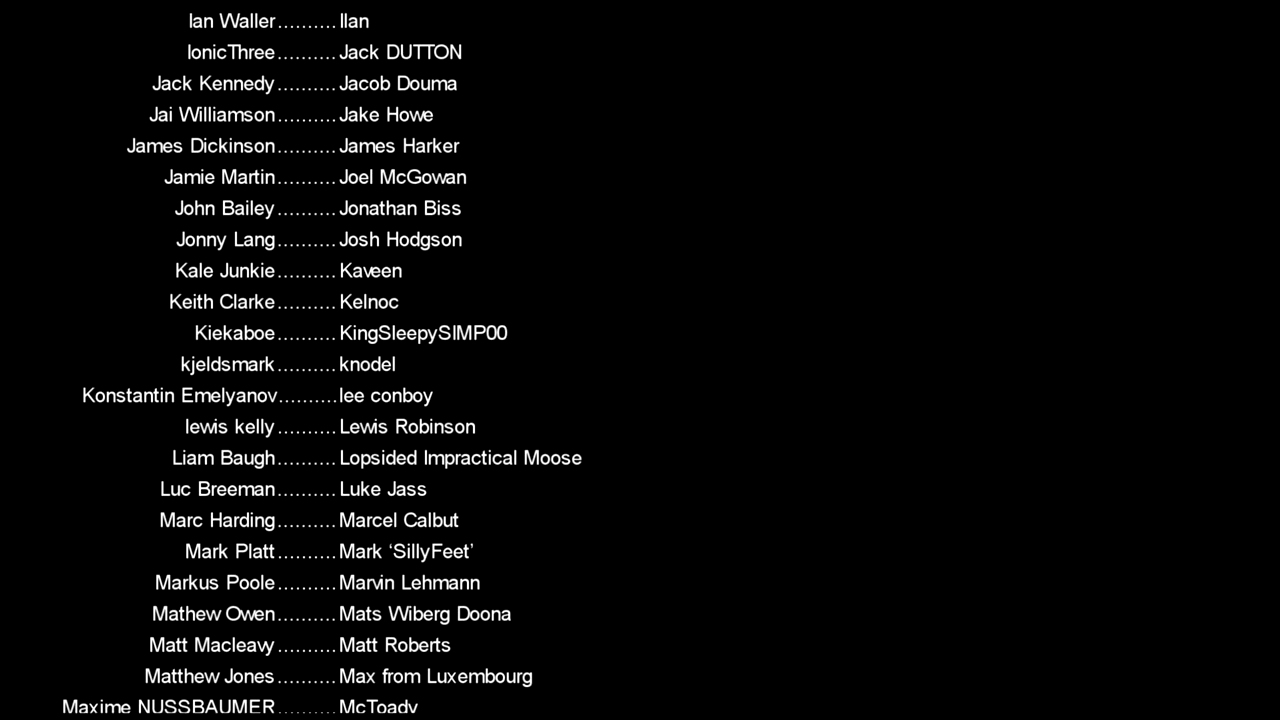 Ian Waller..........Ilan
IonicThree..........Jack DUTTON
Jack Kennedy..........Jacob Douma
Jai Williamson..........Jake Howe
James Dickinson..........James Harker
Jamie Martin..........Joel McGowan
John Bailey..........Jonathan Biss
Jonny Lang..........Josh Hodgson
Kale Junkie..........Kaveen
Keith Clarke..........Kelnoc
Kiekaboe..........KingSleepySIMP00
kjeldsmark..........knodel
Konstantin Emelyanov..........lee conboy
lewis kelly..........Lewis Robinson
Liam Baugh..........Lopsided Impractical Moose
Luc Breeman..........Luke Jass
Marc Harding..........Marcel Calbut
Mark Platt..........Mark ‘SillyFeet’
Markus Poole..........Marvin Lehmann
Mathew Owen..........Mats Wiberg Doona
Matt Macleavy..........Matt Roberts
Matthew Jones..........Max from Luxembourg
Maxime NUSSBAUMER..........McToady